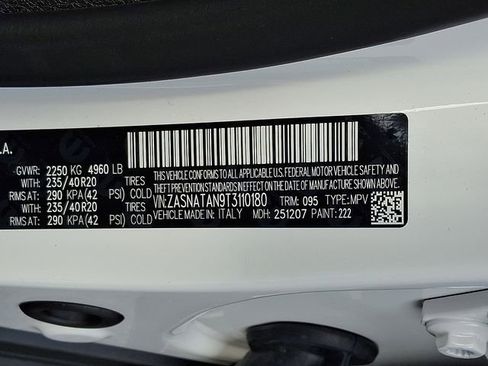 .A.
GVWR: 2250 KG 4960 LB
WITH 235/40R20 TIRES
RIMS AT: 290 KPA(42 PSI) COLD
WITH 235/40R20 TIRES
RIMS AT: 290 KPA(42 PSI) COLD
THIS VEHICLE CONFORMS TO ALL APPLICABLE U.S. FEDERAL
MOTOR VEHICLE SAFETY, BUMPER, AND THEFT
PREVENTION STANDARDS IN EFFECT ON THE DATE
OF MANUFACTURE SHOWN ABOVE.
VIN: ZASNATAN9T3110180 TRIM: 095 TYPE: MPV
VEHICLE MADE IN: ITALY MDH: 251207 PAINT: 222